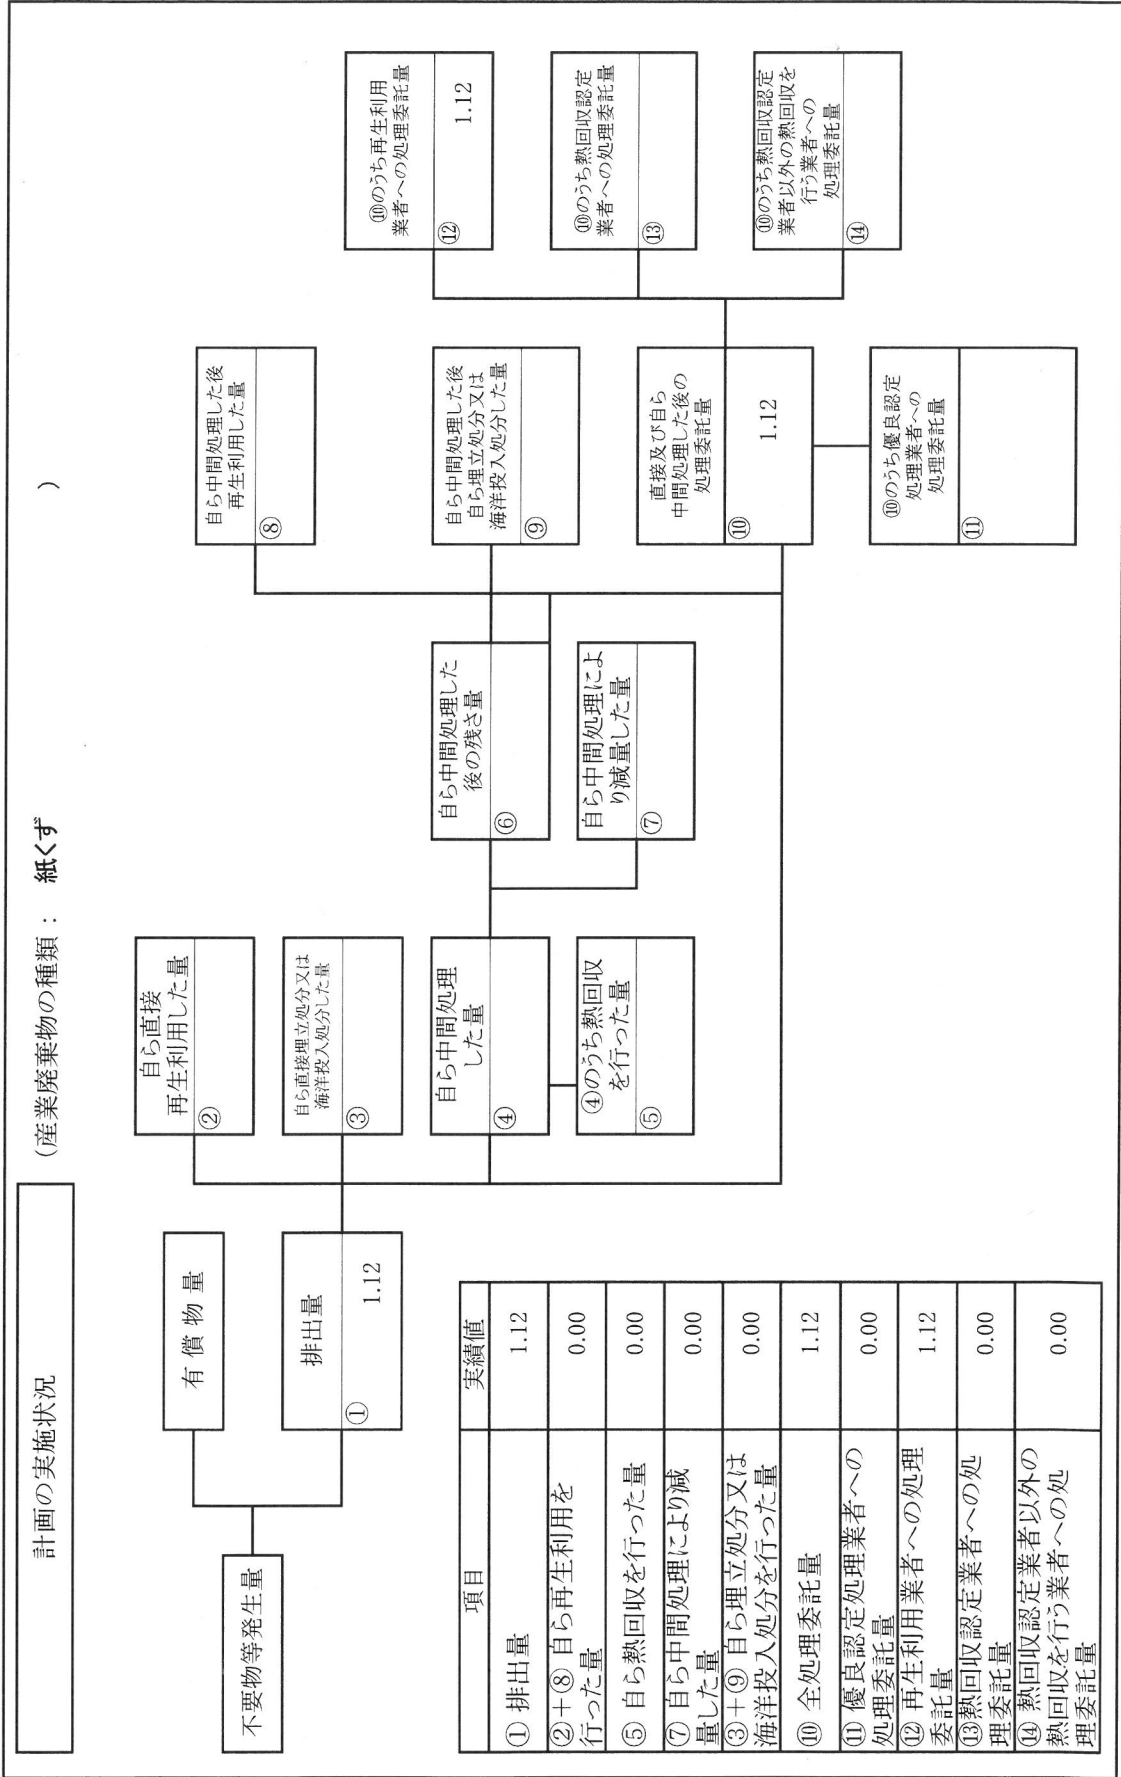 計画の実施状況
(産業廃棄物の種類： 紙くず )
不要物等発生量
有 償 物 量
排出量
①
1.12
自ら直接
再生利用した量
②
自ら直接埋立処分又は
海洋投入処分した量
③
自ら中間処理
した量
④
④のうち熱回収
を行った量
⑤
自ら中間処理した
後の残さ量
⑥
自ら中間処理によ
り減量した量
⑦
自ら中間処理した後
再生利用した量
⑧
自ら中間処理した後
自ら埋立処分又は
海洋投入処分した量
⑨
直接及び自ら
中間処理した後の
処理委託量
⑩
1.12
⑩のうち優良認定
処理業者への
処理委託量
⑪
⑩のうち再生利用
業者への処理委託量
⑫
1.12
⑩のうち熱回収認定
業者への処理委託量
⑬
⑩のうち熱回収認定
業者以外の熱回収を
行う業者への
処理委託量
⑭
項目 実績値
① 排出量 1.12
②＋⑧ 自ら再生利用を
行った量 0.00
⑤ 自ら熱回収を行った量 0.00
⑦ 自ら中間処理により減
量した量 0.00
③＋⑨ 自ら埋立処分又は
海洋投入処分を行った量 0.00
⑩ 全処理委託量 1.12
⑪ 優良認定処理業者への
処理委託量 0.00
⑫ 再生利用業者への処理
委託量 1.12
⑬熱回収認定業者への処
理委託量 0.00
⑭ 熱回収認定業者以外の
熱回収を行う業者への処
理委託量 0.00